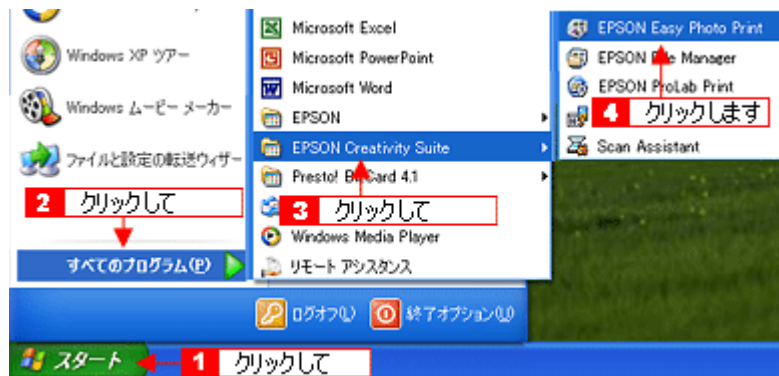 Windows XP ツアー
Windows ムービー メーカー
ファイルと設定の転送ウィザー
2 クリックして
すべてのプログラム(P)
Microsoft Excel
Microsoft PowerPoint
Microsoft Word
EPSON
EPSON Creativity Suite
Presto! Card 4.1
3 クリックして
Windows Media Player
リモート アシスタンス
EPSON Easy Photo Print
EPSON Manager
EPSON ProLab Print
4 クリックします
Scan Assistant
ログオフ(L)
終了オプション(U)
スタート
1 クリックして